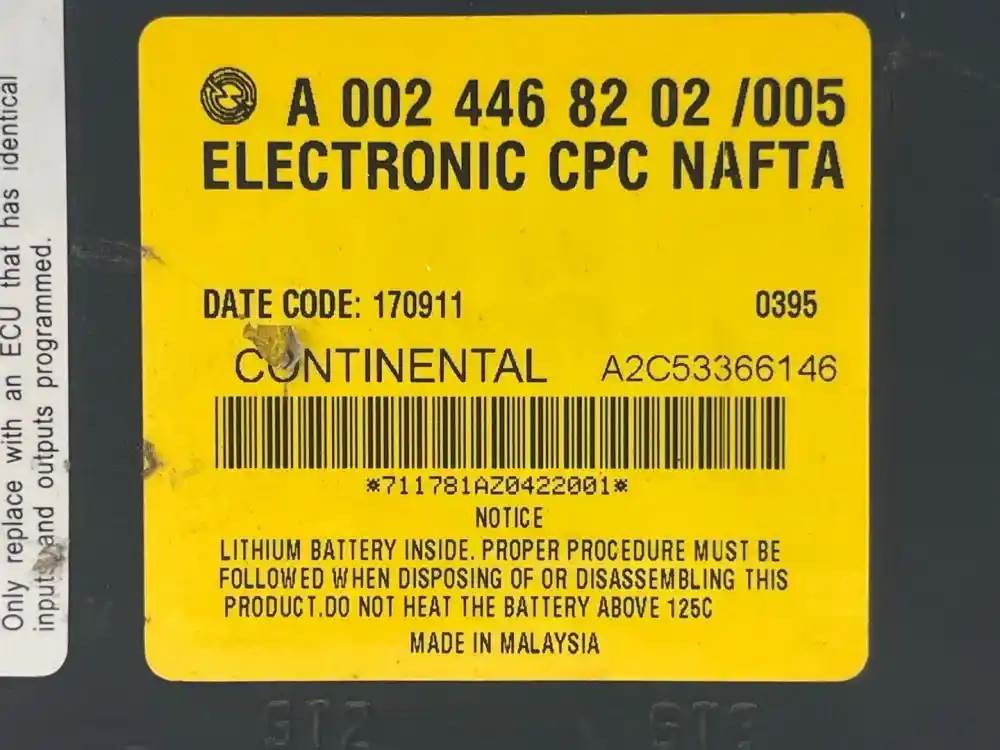 Only replace with an ECU that has identical
inputs and outputs programmed.
A 002 446 82 02 /005
ELECTRONIC CPC NAFTA
DATE CODE: 170911 0395
CONTINENTAL A2C53366146
*711781AZ0422001*
NOTICE
LITHIUM BATTERY INSIDE. PROPER PROCEDURE MUST BE
FOLLOWED WHEN DISPOSING OF OR DISASSEMBLING THIS
PRODUCT.DO NOT HEAT THE BATTERY ABOVE 125C
MADE IN MALAYSIA